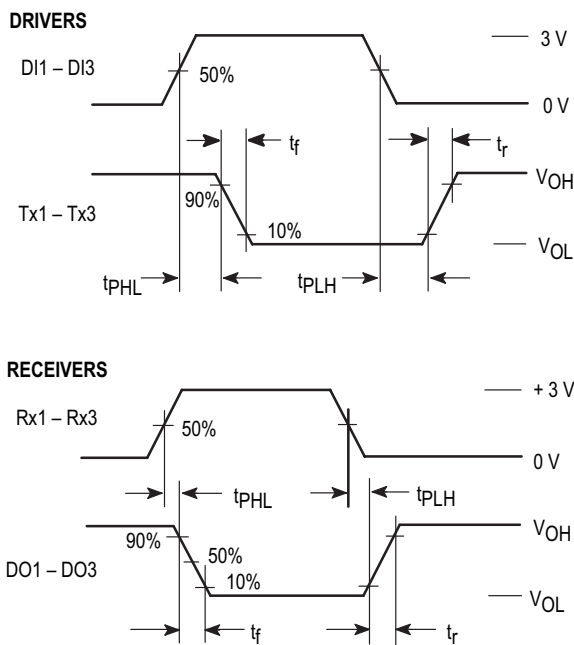 DRIVERS
3 V
DI1 – DI3
50%
0 V
tf
tr
VOH
90%
Tx1 – Tx3
10%
VOL
tPHL
tPLH
RECEIVERS
+ 3 V
Rx1 – Rx3
50%
0 V
tPHL
tPLH
VOH
90%
50%
DO1 – DO3
10%
VOL
tf
tr